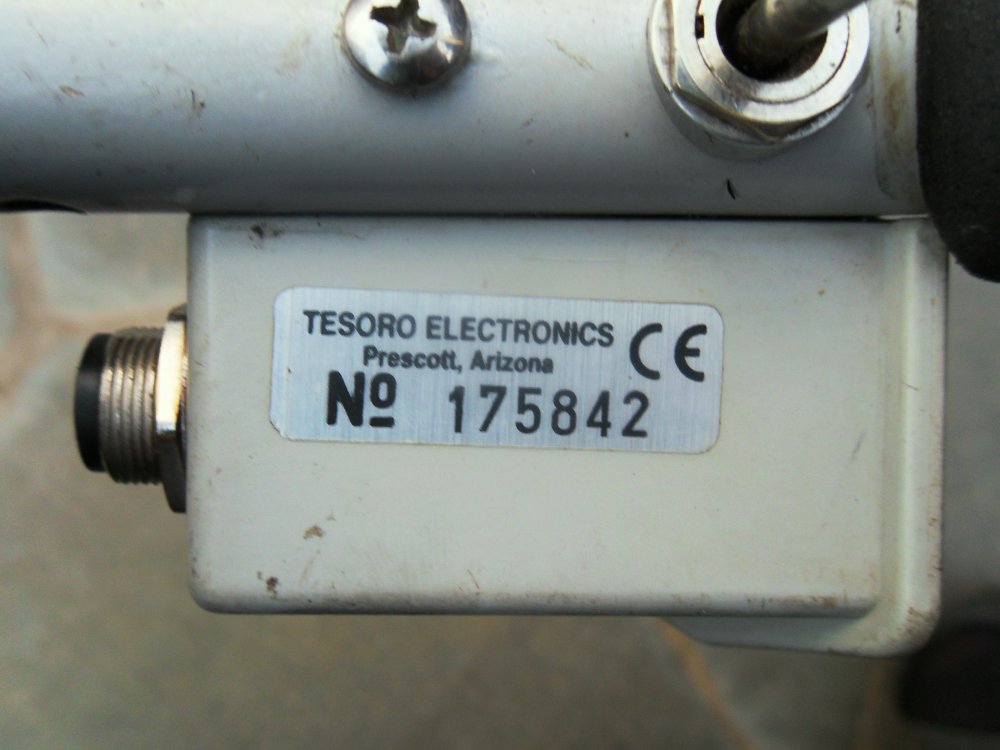 TESORO ELECTRONICS CE
Prescott, Arizona
Nº 175842